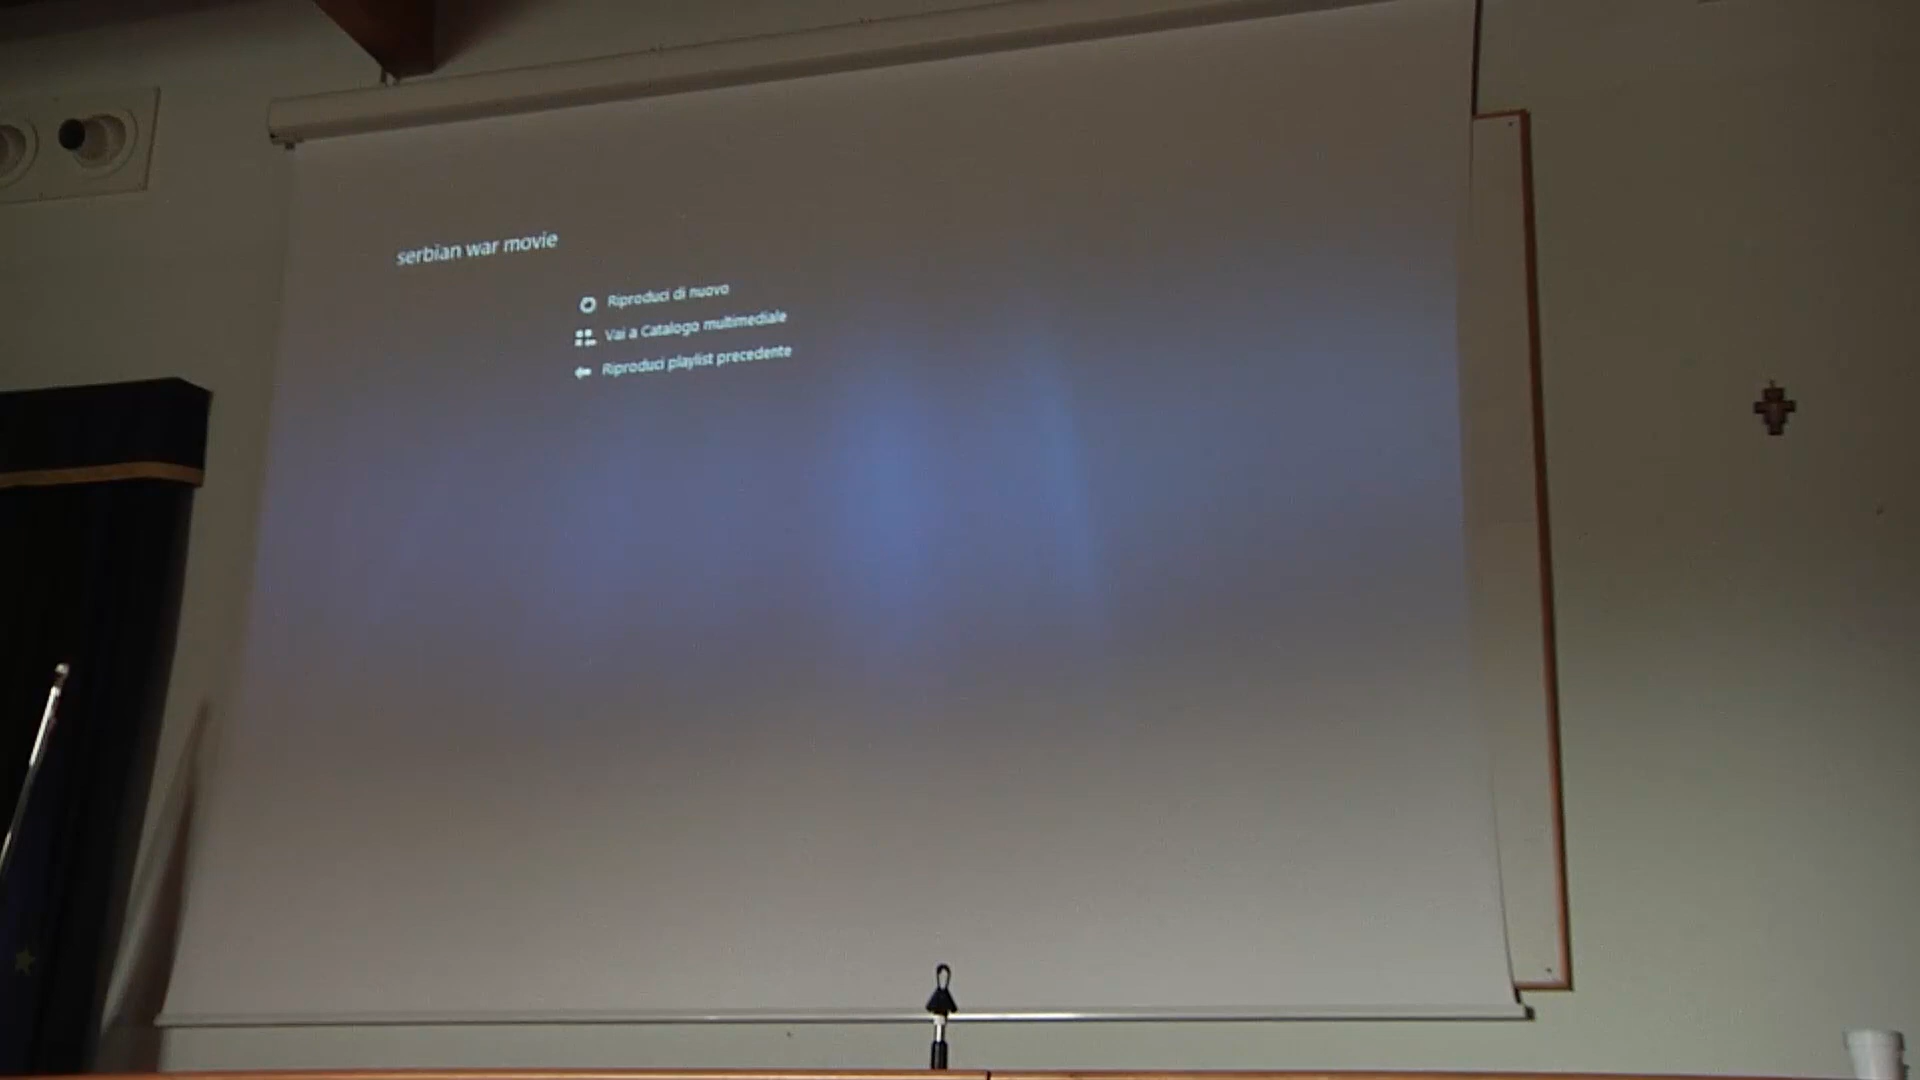 serbian war movie
Riproduci di nuovo
Vai a Catalogo multimediale
Riproduci playlist precedente